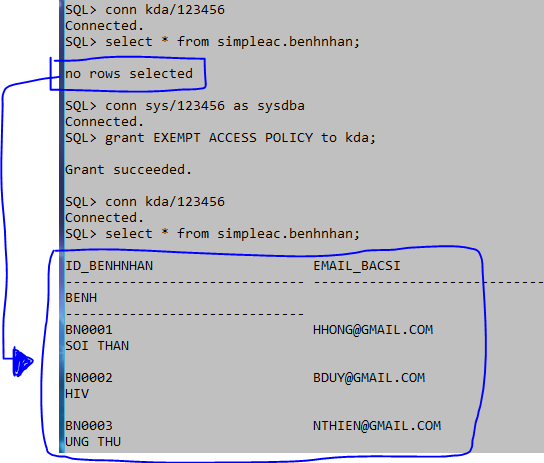 SQL> conn kda/123456
Connected.
SQL> select * from simpleac.benhnhan;
no rows selected
SQL> conn sys/123456 as sysdba
Connected.
SQL> grant EXEMPT ACCESS POLICY to kda;
Grant succeeded.
SQL> conn kda/123456
Connected.
SQL> select * from simpleac.benhnhan;
ID_BENHNHAN EMAIL_BACSI
------------------------------ ------------------------------
BENH
------------------------------
BN0001 HHONG@GMAIL.COM
SOI THAN
BN0002 BDUY@GMAIL.COM
HIV
BN0003 NTHIEN@GMAIL.COM
UNG THU